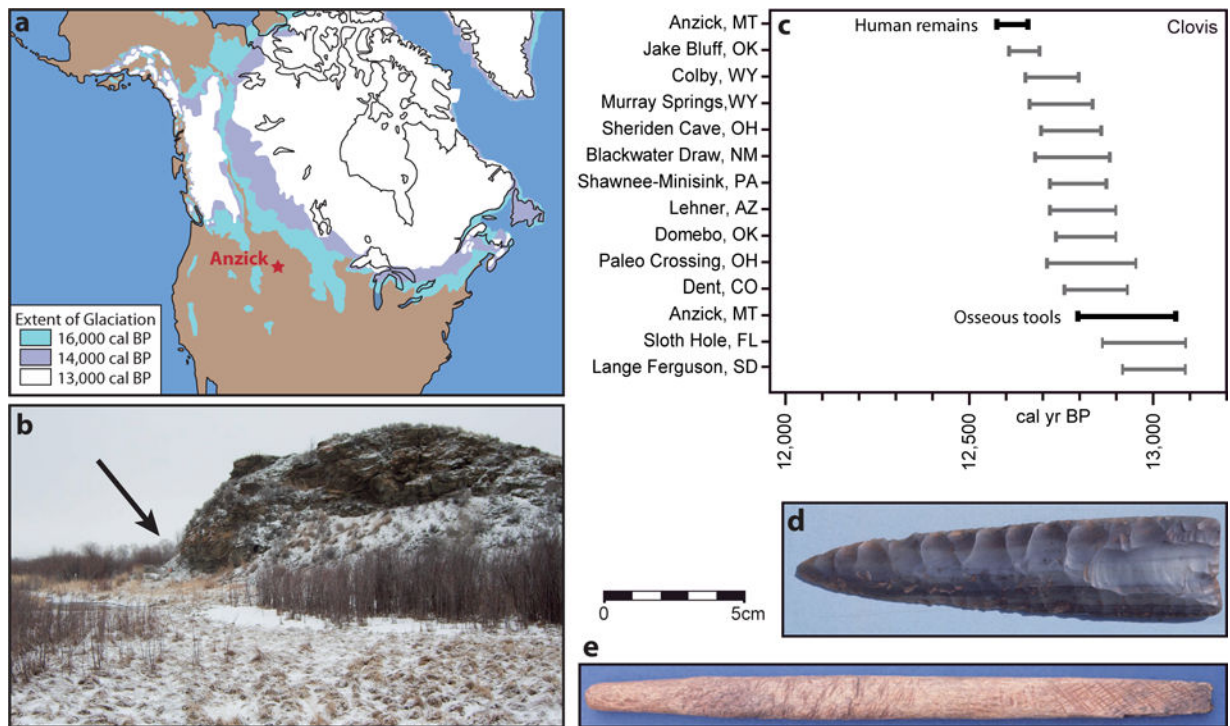 a
Anzick
Extent of Glaciation
16,000 cal BP
14,000 cal BP
13,000 cal BP
b
c
Clovis
Anzick, MT
Human remains
Jake Bluff, OK
Colby, WY
Murray Springs,WY
Sheriden Cave, OH
Blackwater Draw, NM
Shawnee-Minisink, PA
Lehner, AZ
Domebo, OK
Paleo Crossing, OH
Dent, CO
Anzick, MT
Osseous tools
Sloth Hole, FL
Lange Ferguson, SD
cal yr BP
12,000
12,500
13,000
d
0
5cm
e